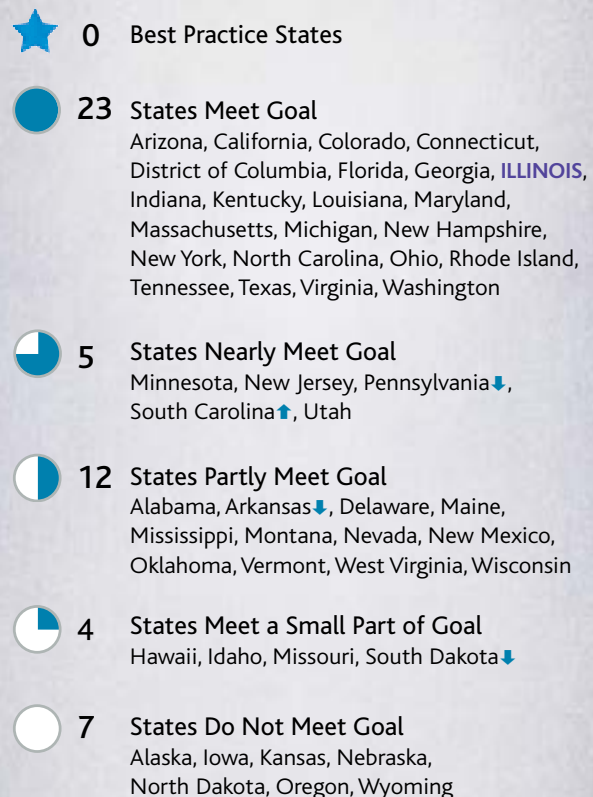 0 Best Practice States
23 States Meet Goal
Arizona, California, Colorado, Connecticut,
District of Columbia, Florida, Georgia, ILLINOIS,
Indiana, Kentucky, Louisiana, Maryland,
Massachusetts, Michigan, New Hampshire,
New York, North Carolina, Ohio, Rhode Island,
Tennessee, Texas, Virginia, Washington
5 States Nearly Meet Goal
Minnesota, New Jersey, Pennsylvania⬇,
South Carolina⬆, Utah
12 States Partly Meet Goal
Alabama, Arkansas⬇, Delaware, Maine,
Mississippi, Montana, Nevada, New Mexico,
Oklahoma, Vermont, West Virginia, Wisconsin
4 States Meet a Small Part of Goal
Hawaii, Idaho, Missouri, South Dakota⬇
7 States Do Not Meet Goal
Alaska, Iowa, Kansas, Nebraska,
North Dakota, Oregon, Wyoming